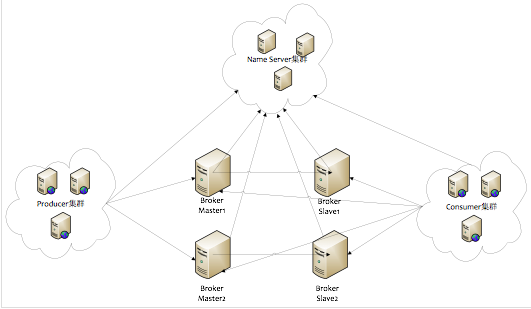 Name Server集群
Producer集群
Broker
Master1
Broker
Slave1
Consumer集群
Broker
Master2
Broker
Slave2